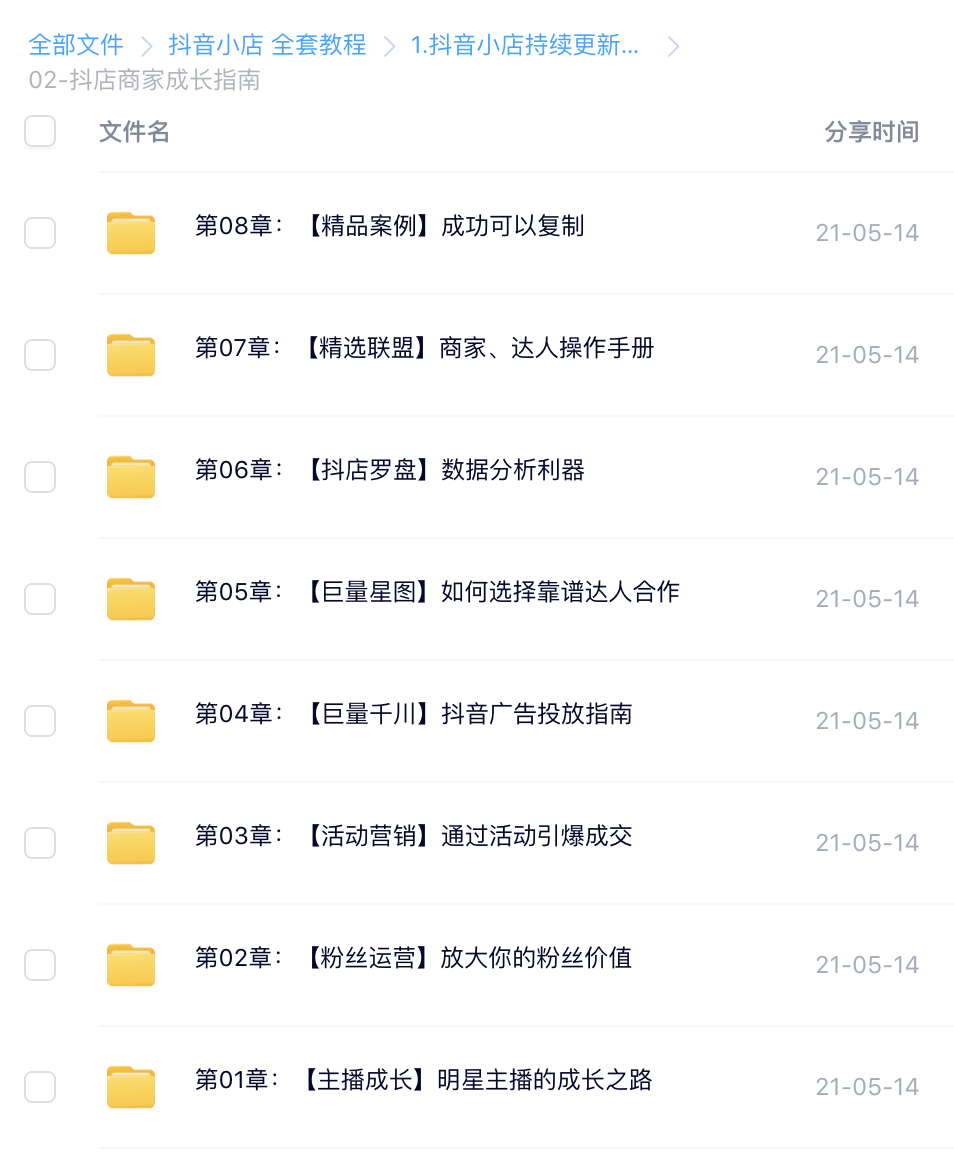 全部文件 > 抖音小店 全套教程 > 1.抖音小店持续更新... >
02-抖店商家成长指南
文件名 分享时间
第08章：【精品案例】成功可以复制 21-05-14
第07章：【精选联盟】商家、达人操作手册 21-05-14
第06章：【抖店罗盘】数据分析利器 21-05-14
第05章：【巨量星图】如何选择靠谱达人合作 21-05-14
第04章：【巨量千川】抖音广告投放指南 21-05-14
第03章：【活动营销】通过活动引爆成交 21-05-14
第02章：【粉丝运营】放大你的粉丝价值 21-05-14
第01章：【主播成长】明星主播的成长之路 21-05-14